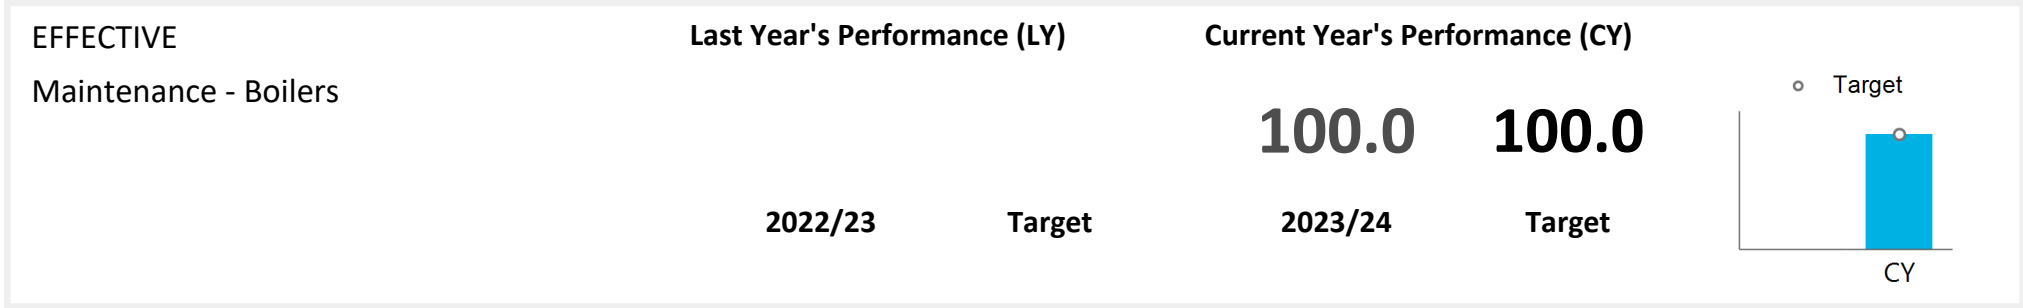 EFFECTIVE
Maintenance - Boilers
Last Year's Performance (LY)
2022/23 Target
Current Year's Performance (CY)
100.0 100.0
2023/24 Target
Target
CY